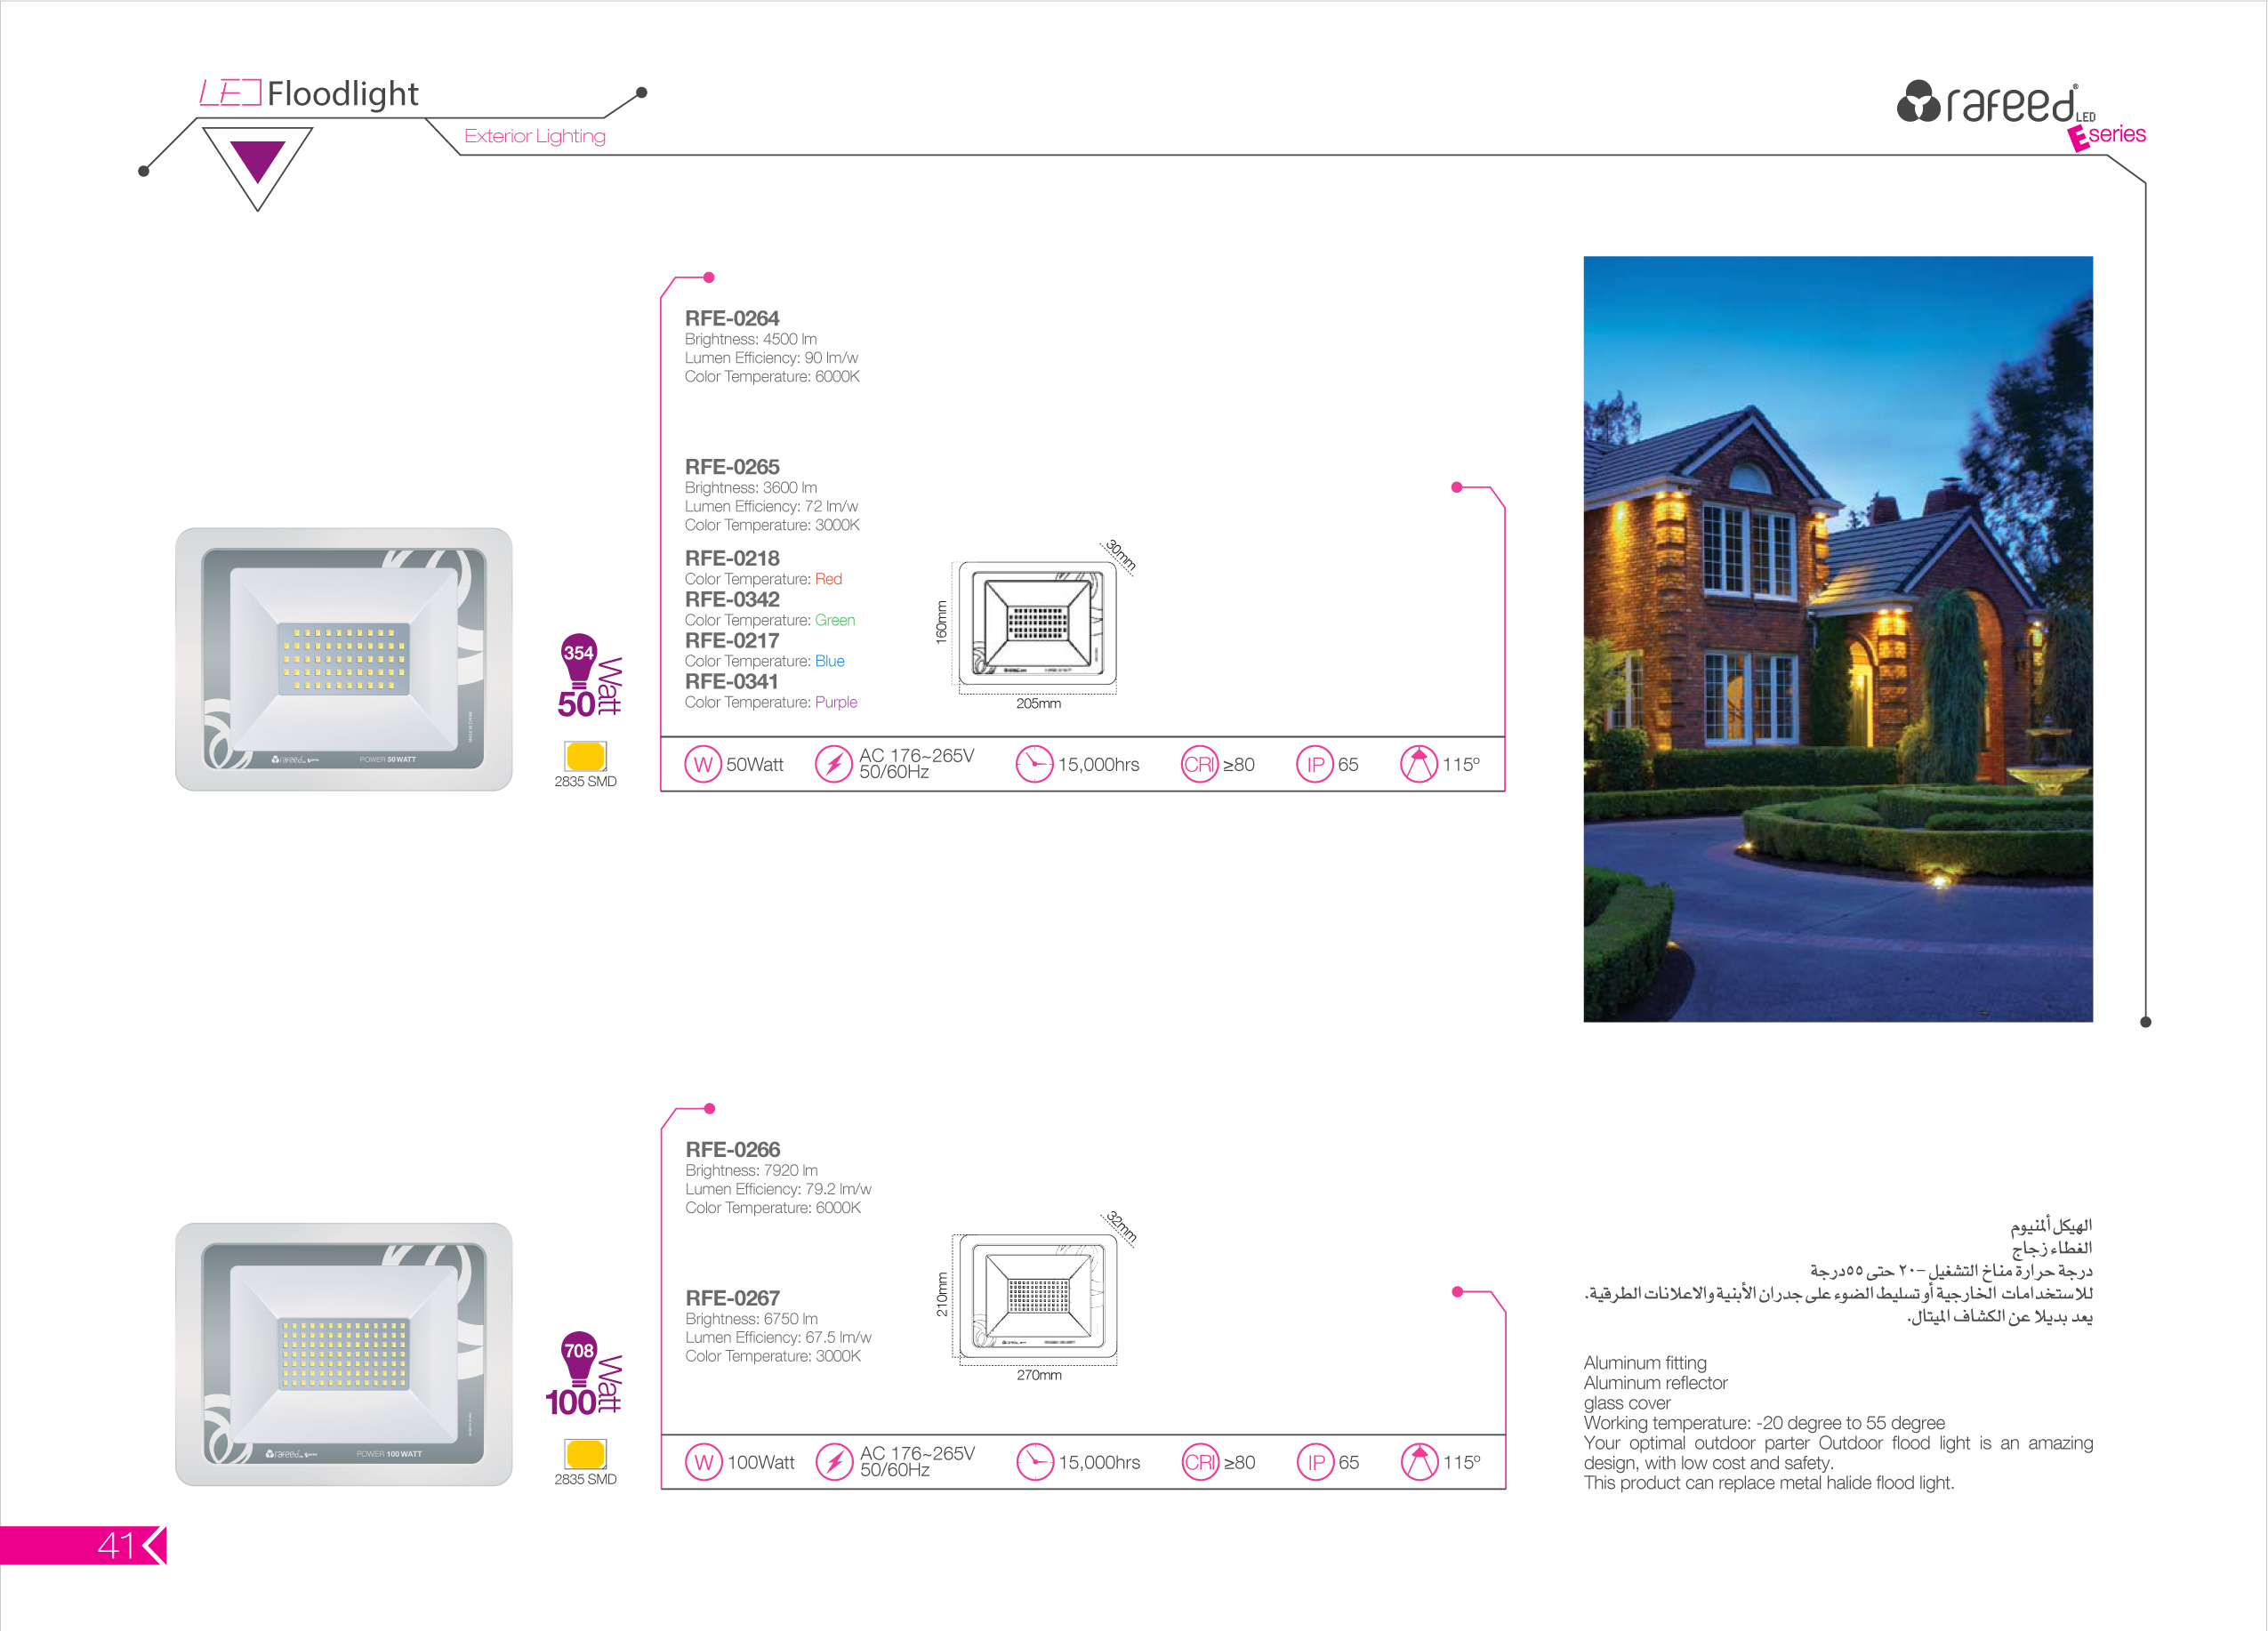 LED Floodlight
Exterior Lighting
rafeed® LED
E series
RFE-0264
Brightness: 4500 lm
Lumen Efficiency: 90 lm/w
Color Temperature: 6000K
RFE-0265
Brightness: 3600 lm
Lumen Efficiency: 72 lm/w
Color Temperature: 3000K
RFE-0218
Color Temperature: Red
RFE-0342
Color Temperature: Green
RFE-0217
Color Temperature: Blue
RFE-0341
Color Temperature: Purple
30mm
160mm
205mm
354
50 Watt
2835 SMD
rafeed
POWER 50 WATT
W 50Watt
AC 176~265V
50/60Hz
15,000hrs
CRI ≥80
IP 65
115º
RFE-0266
Brightness: 7920 lm
Lumen Efficiency: 79.2 lm/w
Color Temperature: 6000K
RFE-0267
Brightness: 6750 lm
Lumen Efficiency: 67.5 lm/w
Color Temperature: 3000K
32mm
210mm
270mm
708
100 Watt
2835 SMD
rafeed
POWER 100 WATT
W 100Watt
AC 176~265V
50/60Hz
15,000hrs
CRI ≥80
IP 65
115º
الهيكل ألمنيوم
الغطاء زجاج
درجة حرارة مناخ التشغيل -٢٠ حتى ٥٥درجة
للاستخدامات الخارجية أو تسليط الضوء على جدران الأبنية والاعلانات الطرقية.
يعد بديلا عن الكشاف الميتال.
Aluminum fitting
Aluminum reflector
glass cover
Working temperature: -20 degree to 55 degree
Your optimal outdoor parter Outdoor flood light is an amazing
design, with low cost and safety.
This product can replace metal halide flood light.
41